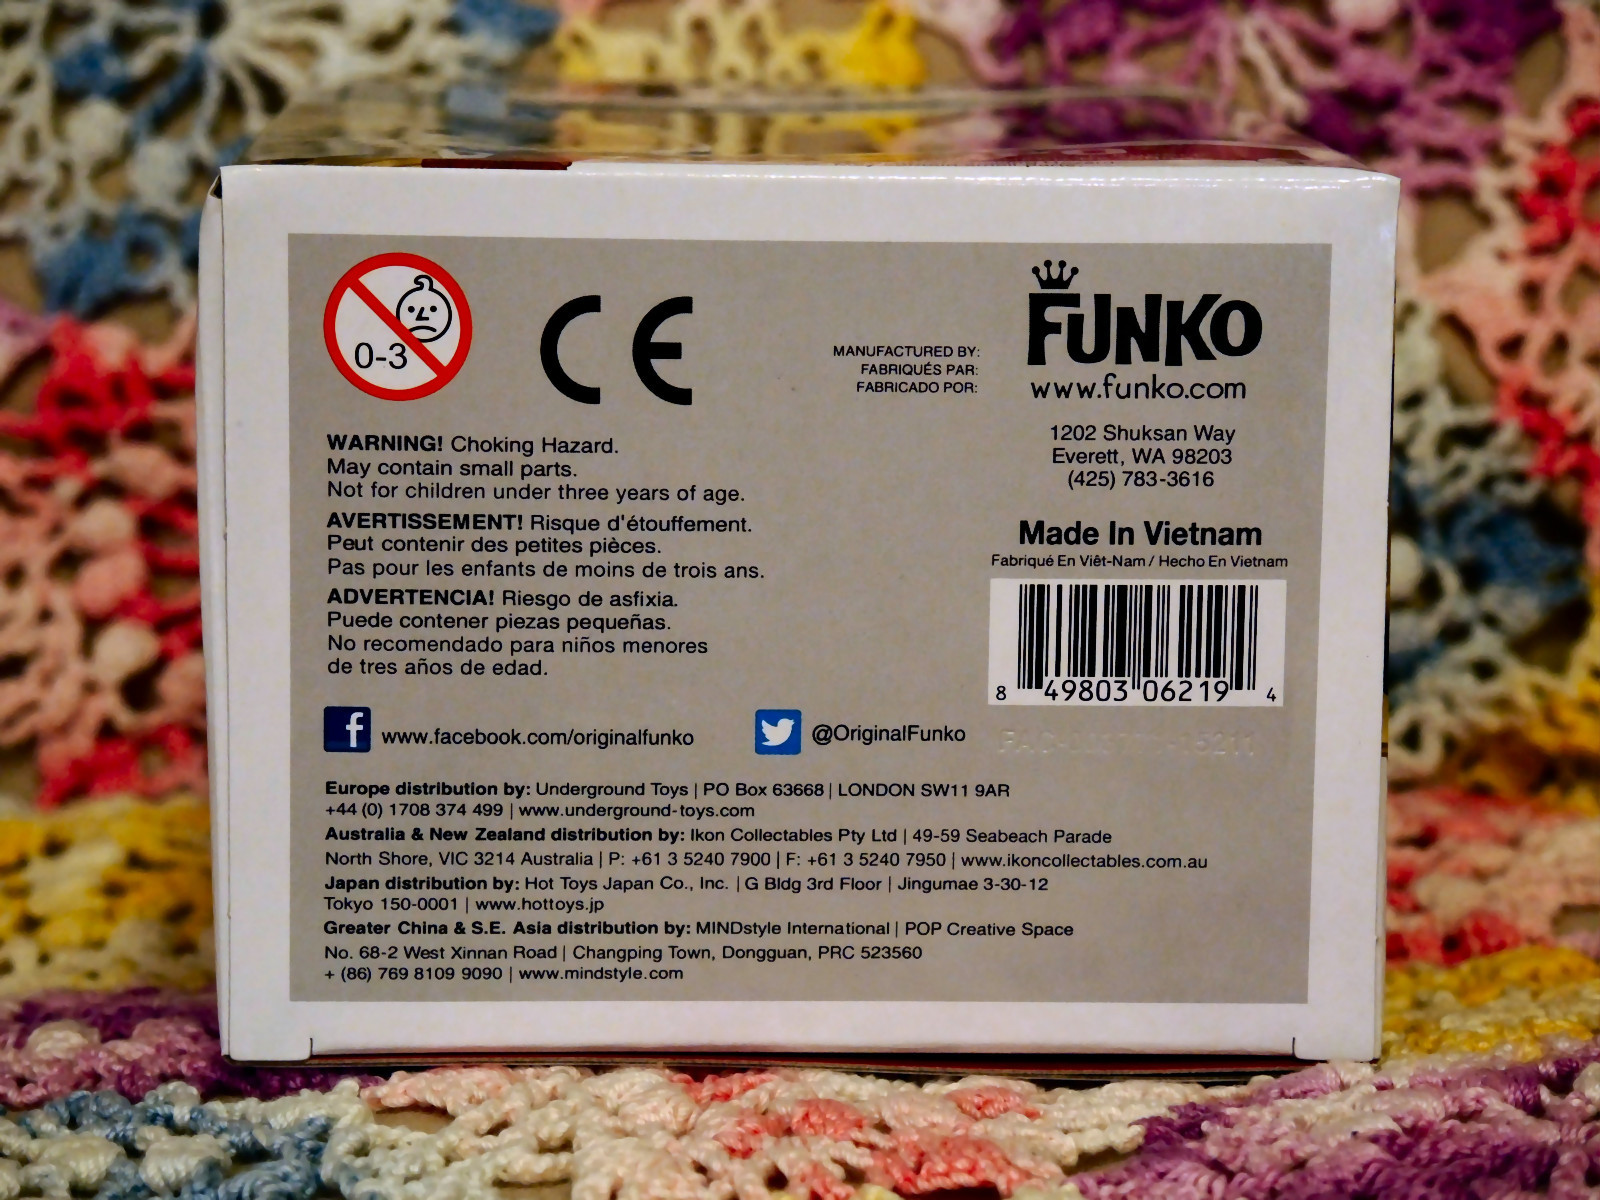 0-3
CE
MANUFACTURED BY:
FABRIQUÉS PAR:
FABRICADO POR:
FUNKO
www.funko.com
1202 Shuksan Way
Everett, WA 98203
(425) 783-3616
WARNING! Choking Hazard.
May contain small parts.
Not for children under three years of age.
AVERTISSEMENT! Risque d'étouffement.
Peut contenir des petites pièces.
Pas pour les enfants de moins de trois ans.
ADVERTENCIA! Riesgo de asfixia.
Puede contener piezas pequeñas.
No recomendado para niños menores
de tres años de edad.
Made In Vietnam
Fabriqué En Viêt-Nam / Hecho En Vietnam
8 49803 06219 4
www.facebook.com/originalfunko
@OriginalFunko
Europe distribution by: Underground Toys | PO Box 63668 | LONDON SW11 9AR
+44 (0) 1708 374 499 | www.underground-toys.com
Australia & New Zealand distribution by: Ikon Collectables Pty Ltd | 49-59 Seabeach Parade
North Shore, VIC 3214 Australia | P: +61 3 5240 7900 | F: +61 3 5240 7950 | www.ikoncollectables.com.au
Japan distribution by: Hot Toys Japan Co., Inc. | G Bldg 3rd Floor | Jingumae 3-30-12
Tokyo 150-0001 | www.hottoys.jp
Greater China & S.E. Asia distribution by: MINDstyle International | POP Creative Space
No. 68-2 West Xinnan Road | Changping Town, Dongguan, PRC 523560
+ (86) 769 8109 9090 | www.mindstyle.com